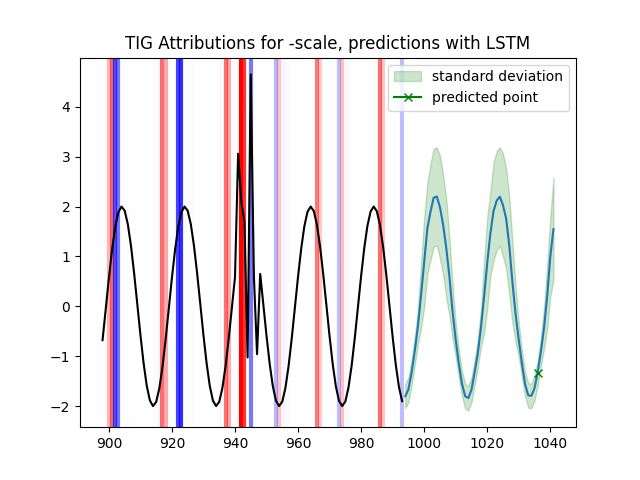 TIG Attributions for -scale, predictions with LSTM
standard deviation
predicted point
4
3
2
1
0
−1
−2
900 920 940 960 980 1000 1020 1040